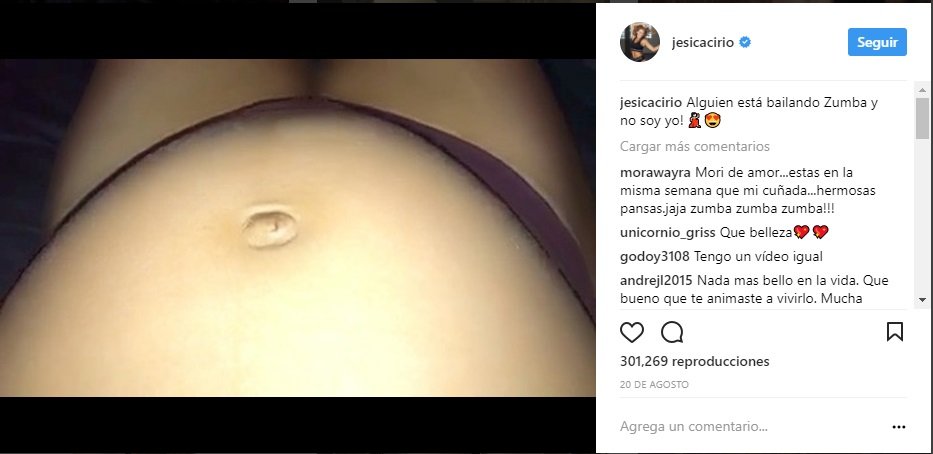 jesicacirio
Seguir
jesicacirio Alguien está bailando Zumba y
no soy yo!💃😍
Cargar más comentarios
morawayra Mori de amor...estas en la
misma semana que mi cuñada...hermosas
pansas.jaja zumba zumba zumba!!!
unicornio_griss Que belleza💘💘
godoy3108 Tengo un vídeo igual
andrejl2015 Nada mas bello en la vida. Que
bueno que te animaste a vivirlo. Mucha
301,269 reproducciones
20 DE AGOSTO
Agrega un comentario...